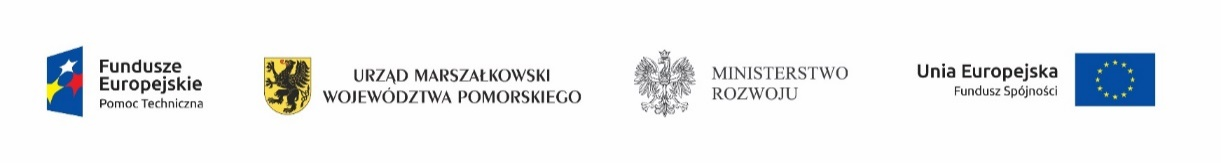 Fundusze
Europejskie
Pomoc Techniczna
URZĄD MARSZAŁKOWSKI
WOJEWÓDZTWA POMORSKIEGO
MINISTERSTWO
ROZWOJU
Unia Europejska
Fundusz Spójności